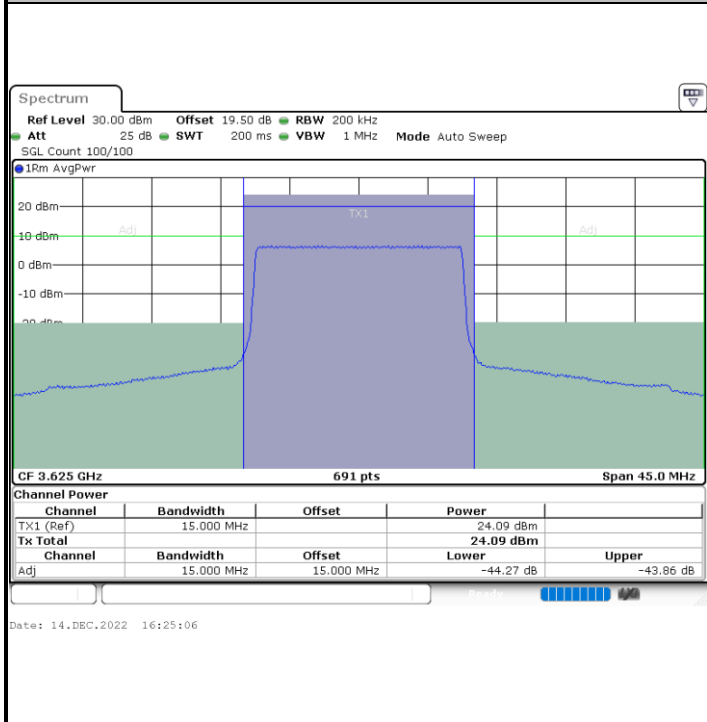 Spectrum
Ref Level 30.00 dBm Offset 19.50 dB RBW 200 kHz
Att 25 dB SWT 200 ms VBW 1 MHz Mode Auto Sweep
SGL Count 100/100
1Rm AvgPwr
20 dBm
TX1
10 dBm Adj Adj
0 dBm
-10 dBm
-20 dBm
CF 3.625 GHz 691 pts Span 45.0 MHz
Channel Power
Channel Bandwidth Offset Power
TX1 (Ref) 15.000 MHz 24.09 dBm
Tx Total 24.09 dBm
Channel Bandwidth Offset Lower Upper
Adj 15.000 MHz 15.000 MHz -44.27 dB -43.86 dB
Ready
Date: 14.DEC.2022 16:25:06